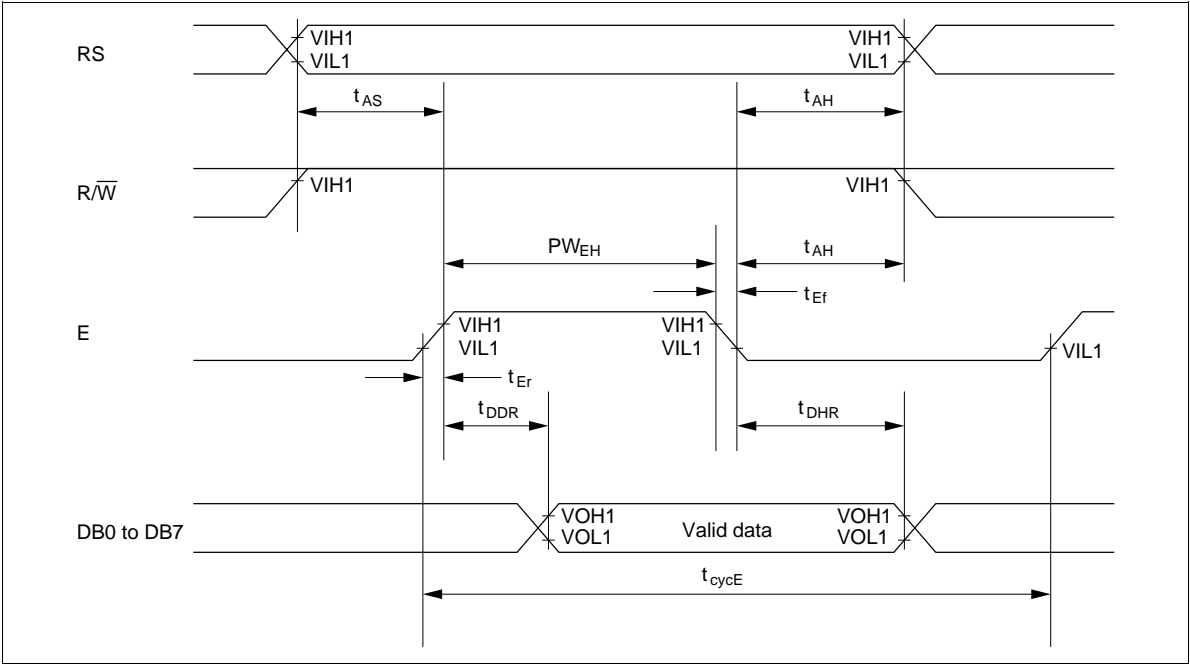 RS
VIH1
VIL1
VIH1
VIL1
tAS
tAH
R/W̅
VIH1
VIH1
PWEH
tAH
tEf
E
VIH1
VIL1
VIH1
VIL1
VIL1
tEr
tDDR
tDHR
DB0 to DB7
VOH1
VOL1
Valid data
VOH1
VOL1
tcycE